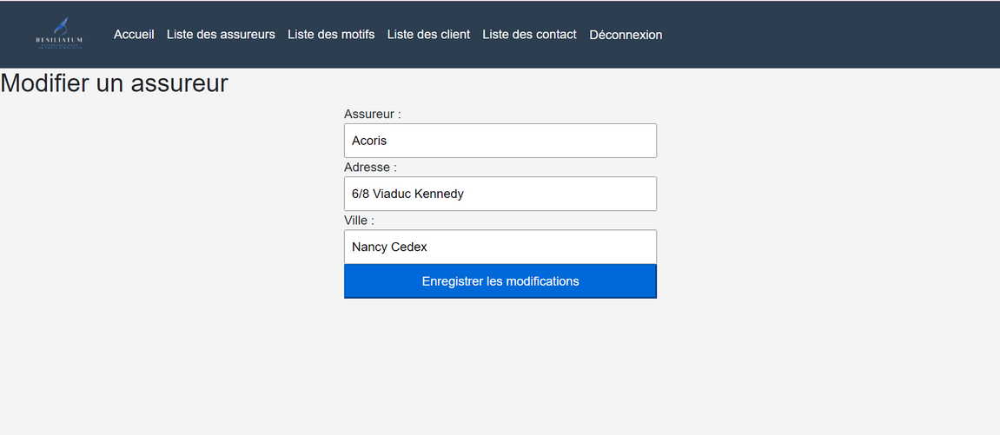 RESILIATUM
Accueil Liste des assureurs Liste des motifs Liste des client Liste des contact Déconnexion
Modifier un assureur
Assureur :
Acoris
Adresse :
6/8 Viaduc Kennedy
Ville :
Nancy Cedex
Enregistrer les modifications